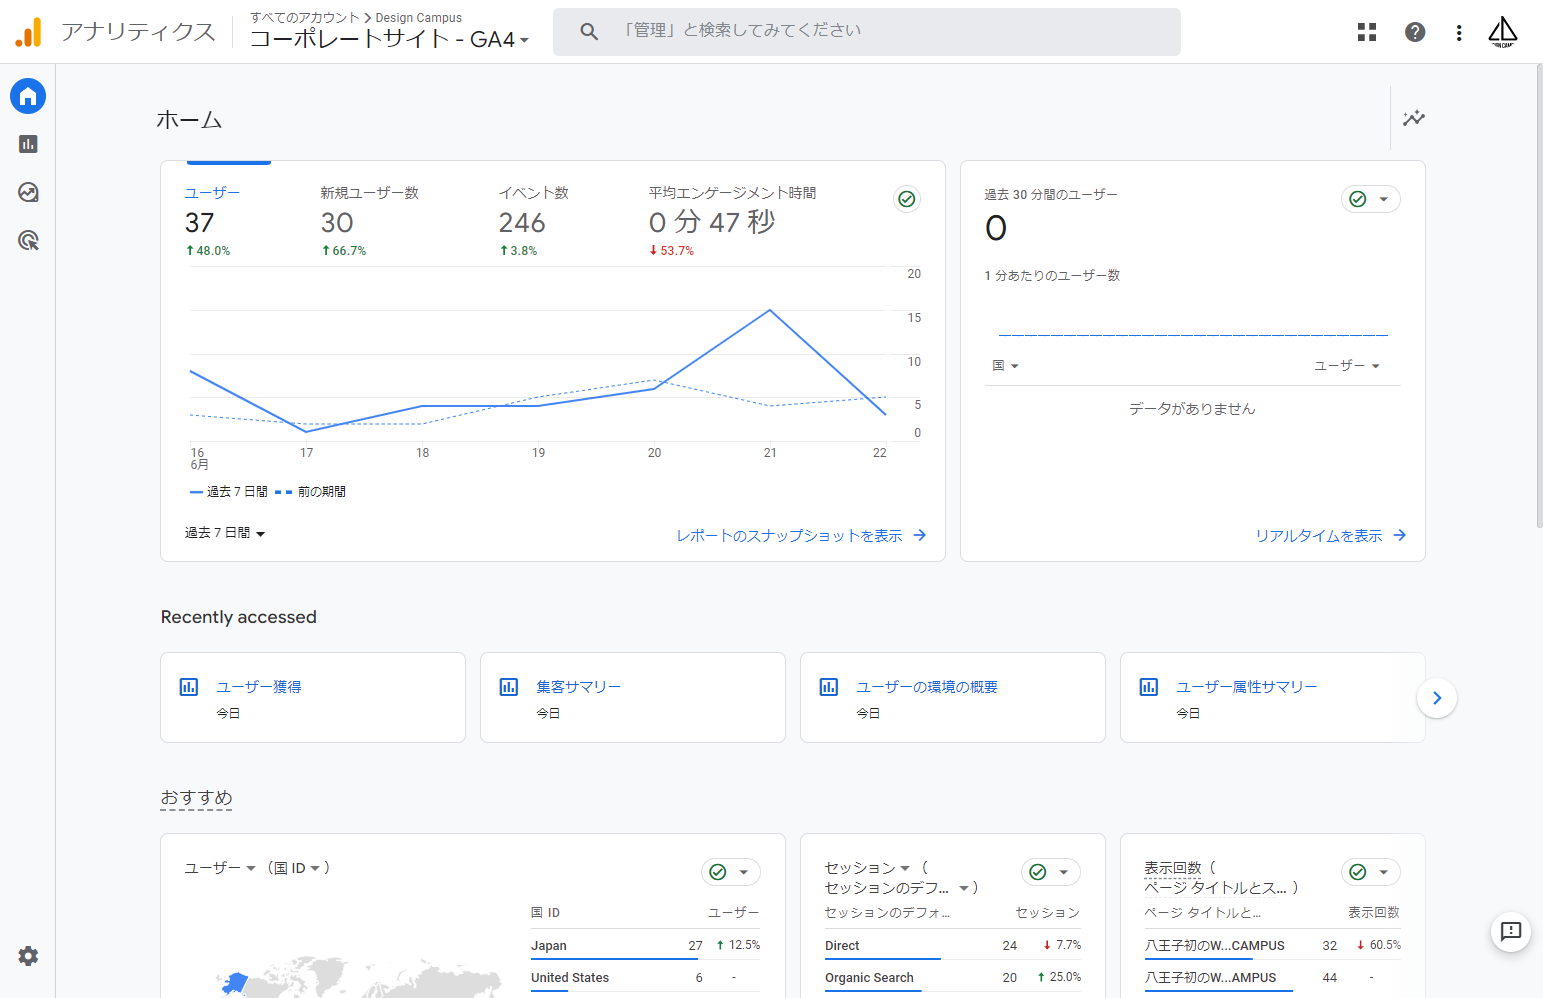 アナリティクス
すべてのアカウント > Design Campus
コーポレートサイト - GA4
「管理」と検索してみてください
ホーム
ユーザー
37
48.0%
新規ユーザー数
30
66.7%
イベント数
246
3.8%
平均エンゲージメント時間
0 分 47 秒
53.7%
20
15
10
5
0
16
6月
17
18
19
20
21
22
過去 7 日間
前の期間
過去 7 日間
レポートのスナップショットを表示
過去 30 分間のユーザー
0
1 分あたりのユーザー数
国
ユーザー
データがありません
リアルタイムを表示
Recently accessed
ユーザー獲得
今日
集客サマリー
今日
ユーザーの環境の概要
今日
ユーザー属性サマリー
今日
おすすめ
ユーザー (国 ID )
国 ID ユーザー
Japan 27 12.5%
United States 6 -
セッション (
セッションのデフ... )
セッションのデフォ... セッション
Direct 24 7.7%
Organic Search 20 25.0%
表示回数 (
ページ タイトルとス... )
ページ タイトルと... 表示回数
八王子初のW...CAMPUS 32 60.5%
八王子初のW...AMPUS 44 -